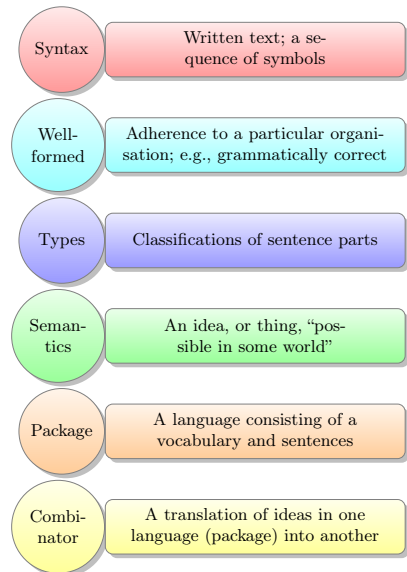 Syntax
Written text; a se-
quence of symbols
Well-
formed
Adherence to a particular organi-
sation; e.g., grammatically correct
Types
Classifications of sentence parts
Seman-
tics
An idea, or thing, “pos-
sible in some world”
Package
A language consisting of a
vocabulary and sentences
Combi-
nator
A translation of ideas in one
language (package) into another